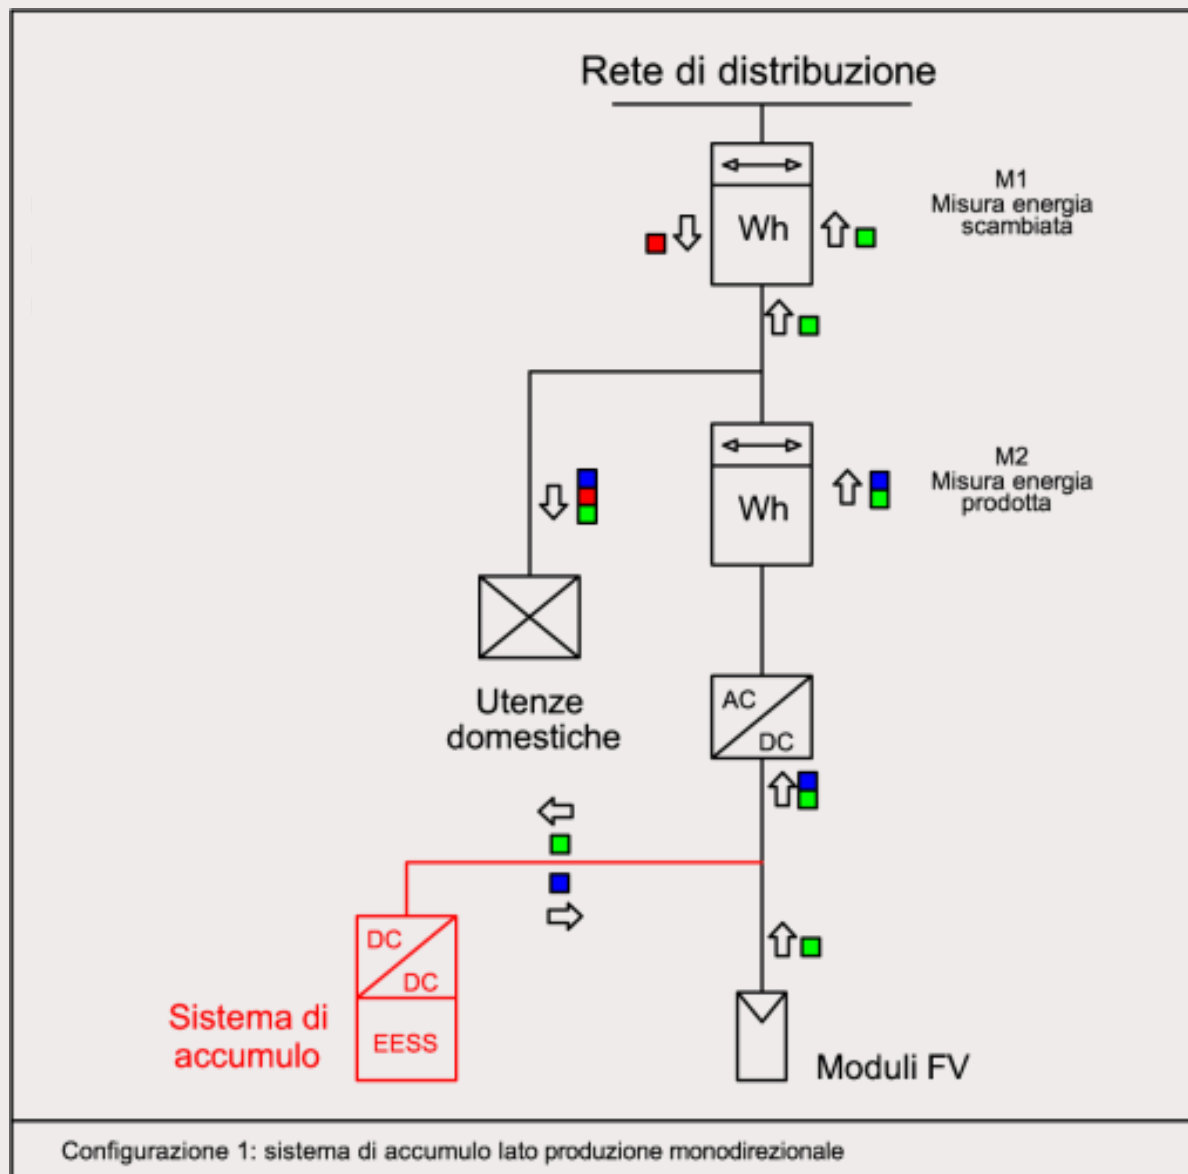 Rete di distribuzione
M1
Misura energia
scambiata
Wh
M2
Misura energia
prodotta
Wh
Utenze
domestiche
AC
DC
DC
DC
EESS
Sistema di
accumulo
Moduli FV
Configurazione 1: sistema di accumulo lato produzione monodirezionale